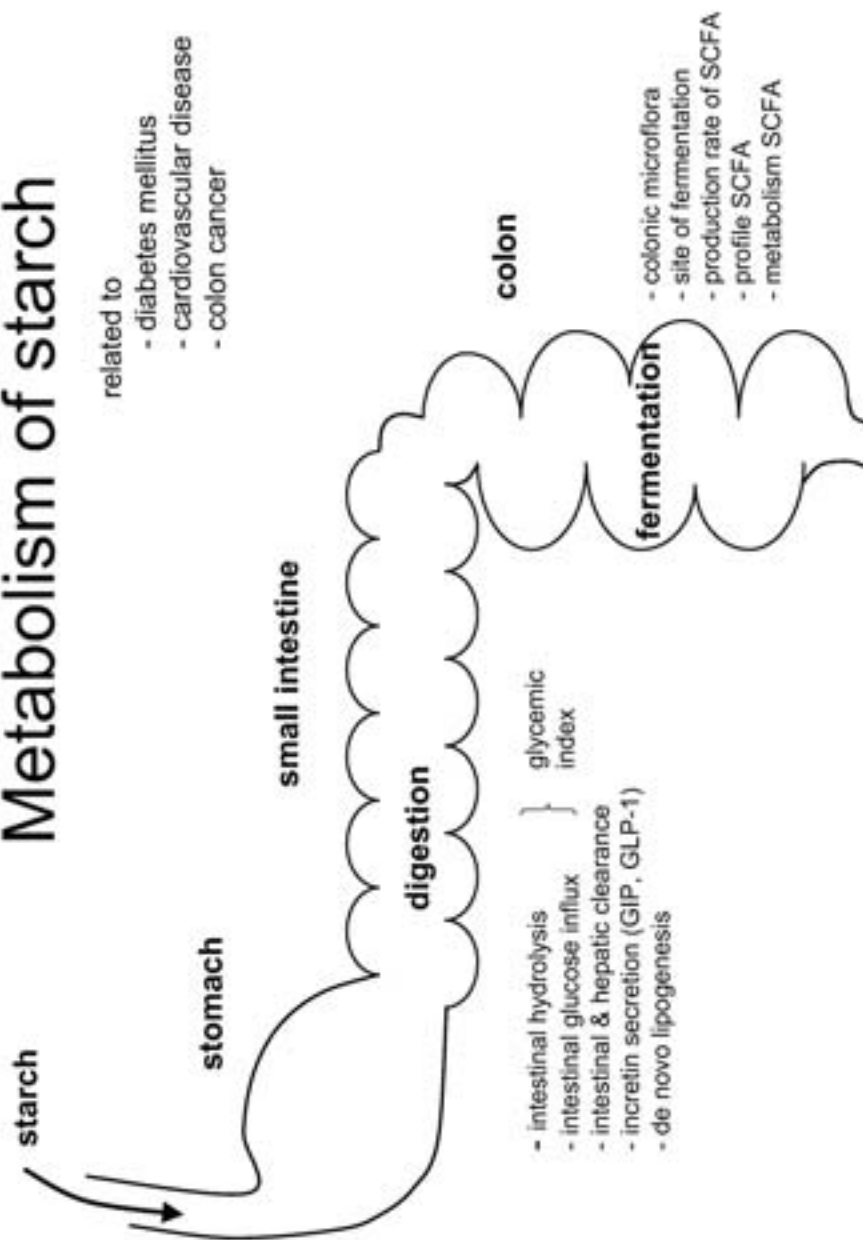 Metabolism of starch
related to
- diabetes mellitus
- cardiovascular disease
- colon cancer
starch
stomach
small intestine
colon
digestion
fermentation
- intestinal hydrolysis
- intestinal glucose influx
glycemic
index
- intestinal & hepatic clearance
- incretin secretion (GIP, GLP-1)
- de novo lipogenesis
- colonic microflora
- site of fermentation
- production rate of SCFA
- profile SCFA
- metabolism SCFA